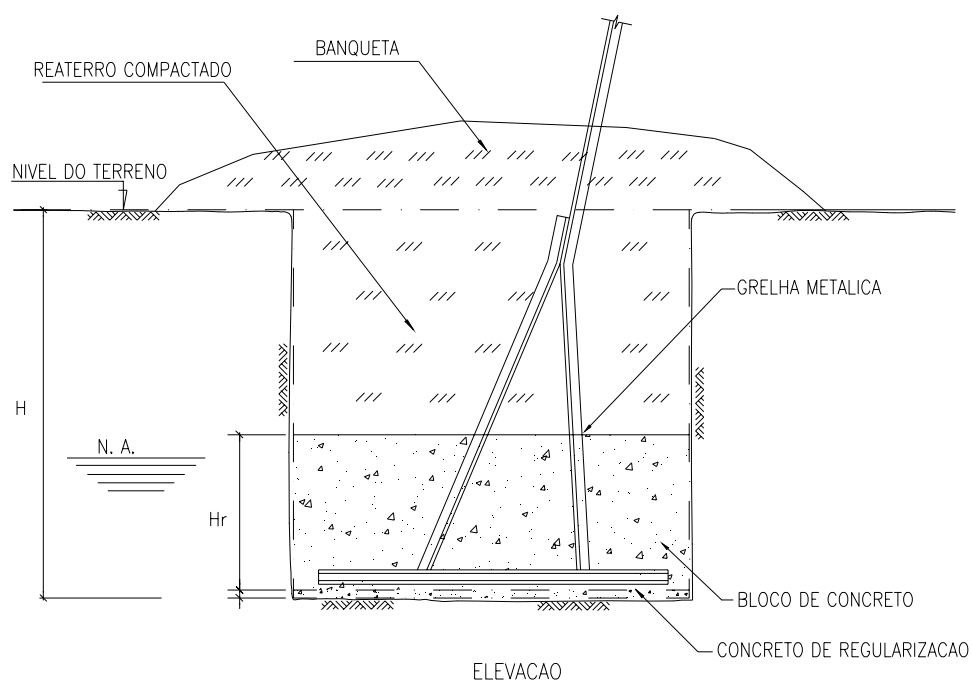 BANQUETA
REATERRO COMPACTADO
NIVEL DO TERRENO
GRELHA METALICA
H
N. A.
Hr
BLOCO DE CONCRETO
CONCRETO DE REGULARIZACAO
ELEVACAO